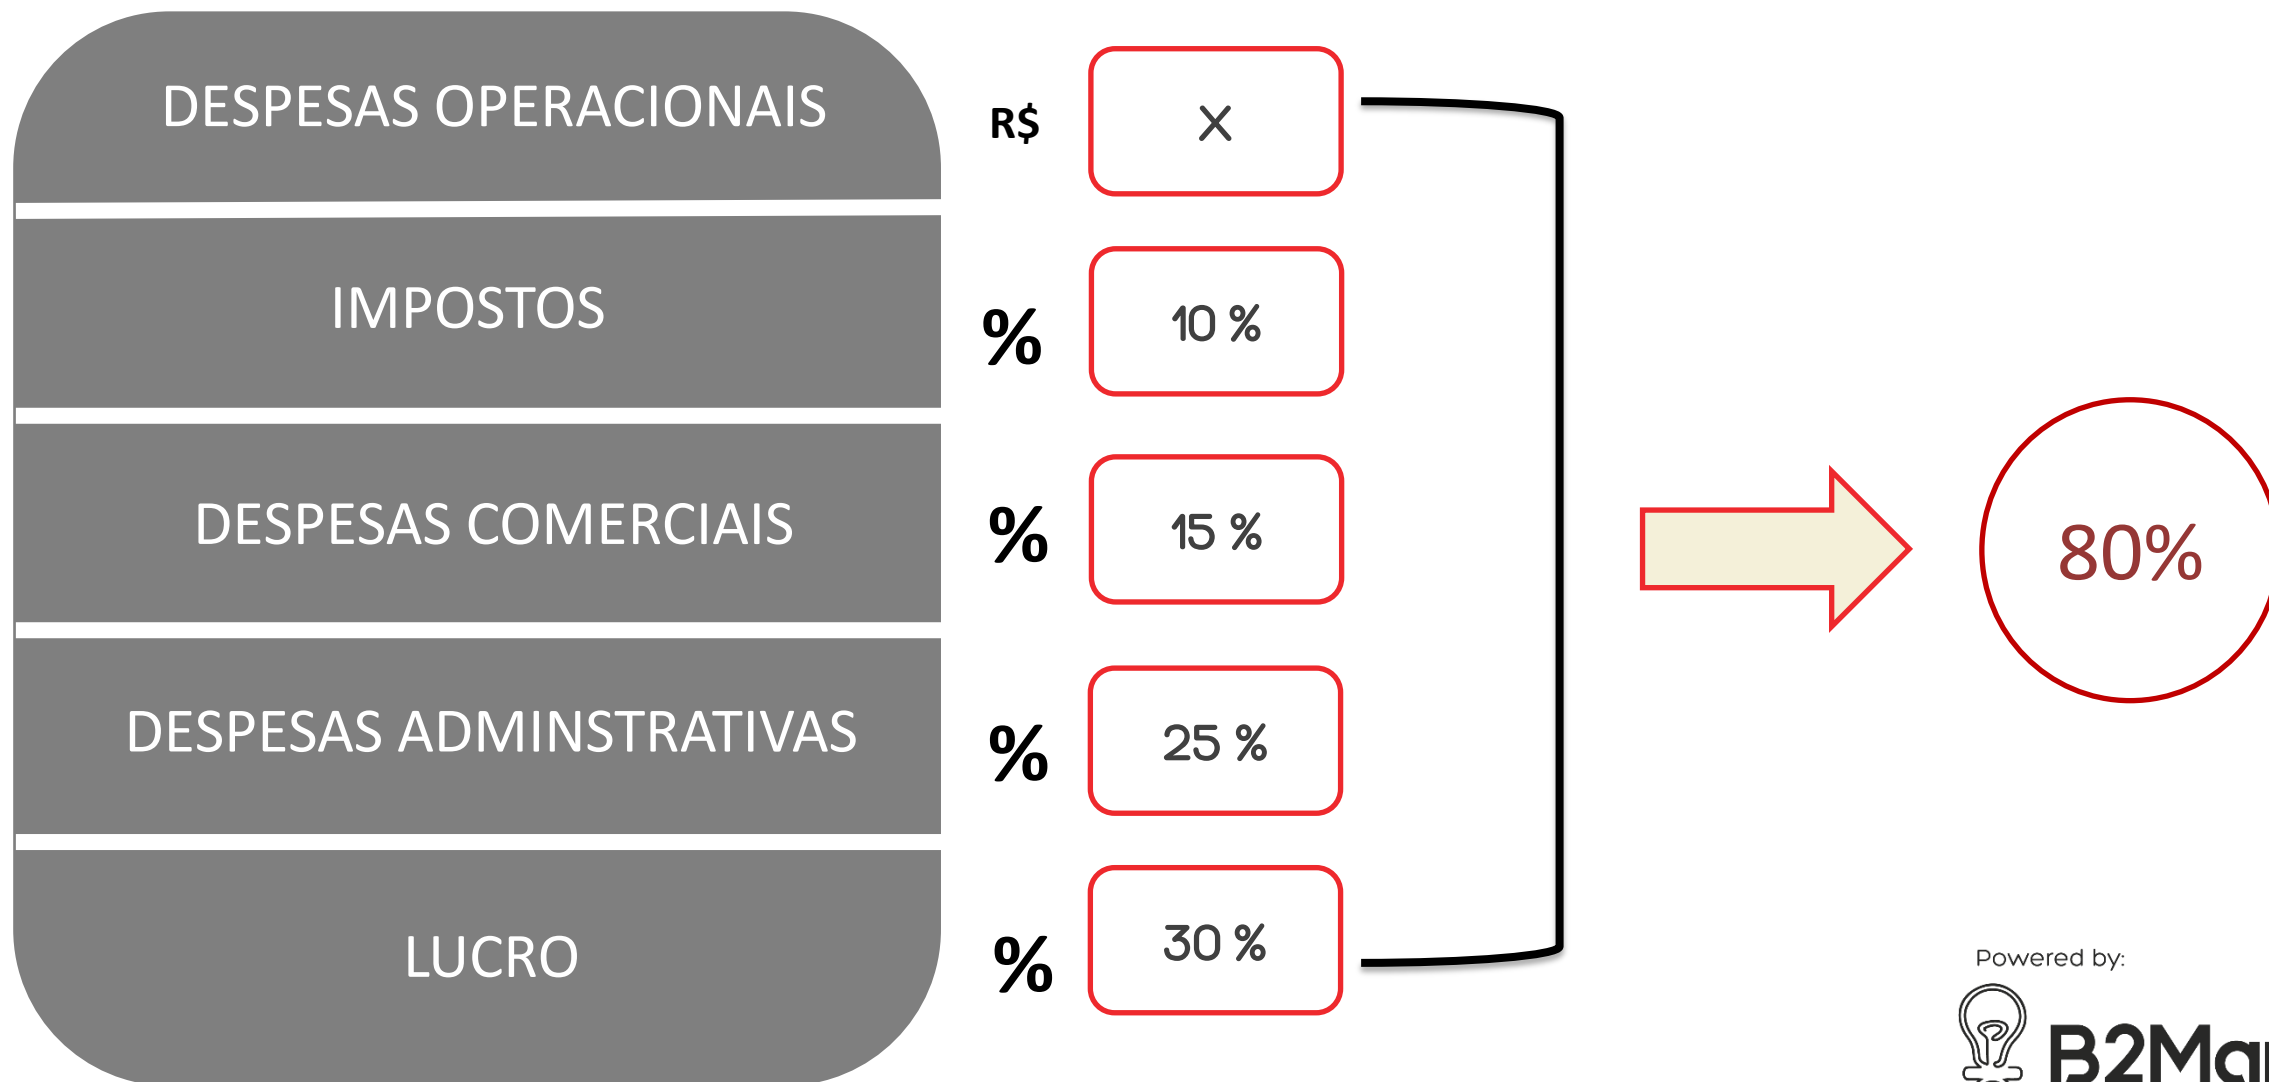 DESPESAS OPERACIONAIS
R$
X
IMPOSTOS
%
10 %
DESPESAS COMERCIAIS
%
15 %
80%
DESPESAS ADMINSTRATIVAS
%
25 %
LUCRO
%
30 %
Powered by: